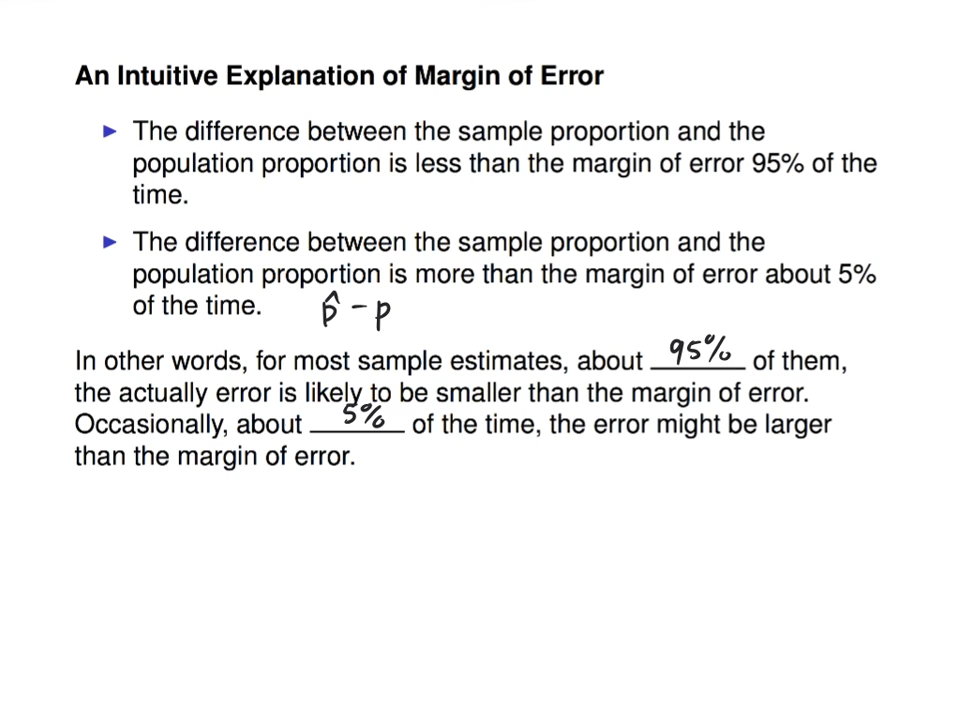 An Intuitive Explanation of Margin of Error
► The difference between the sample proportion and the
population proportion is less than the margin of error 95% of the
time.
► The difference between the sample proportion and the
population proportion is more than the margin of error about 5%
of the time. p̂ - p
In other words, for most sample estimates, about 95% of them,
the actually error is likely to be smaller than the margin of error.
Occasionally, about 5% of the time, the error might be larger
than the margin of error.